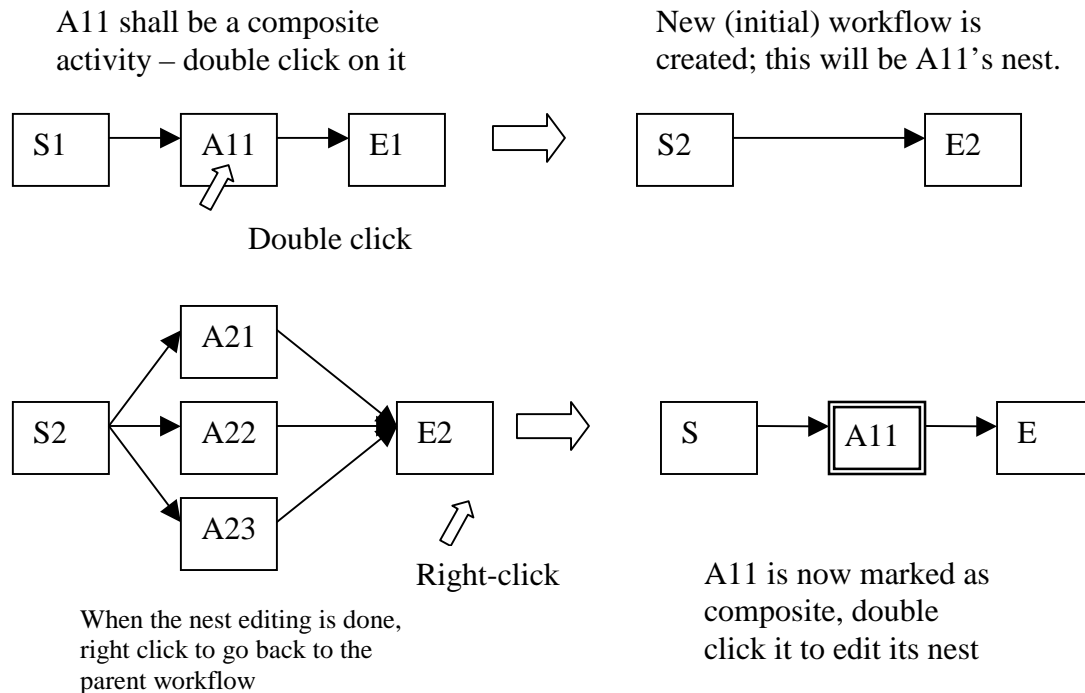 A11 shall be a composite
activity – double click on it
New (initial) workflow is
created; this will be A11’s nest.
S1
A11
E1
S2
E2
Double click
A21
S2
A22
E2
A23
Right-click
When the nest editing is done,
right click to go back to the
parent workflow
S
A11
E
A11 is now marked as
composite, double
click it to edit its nest